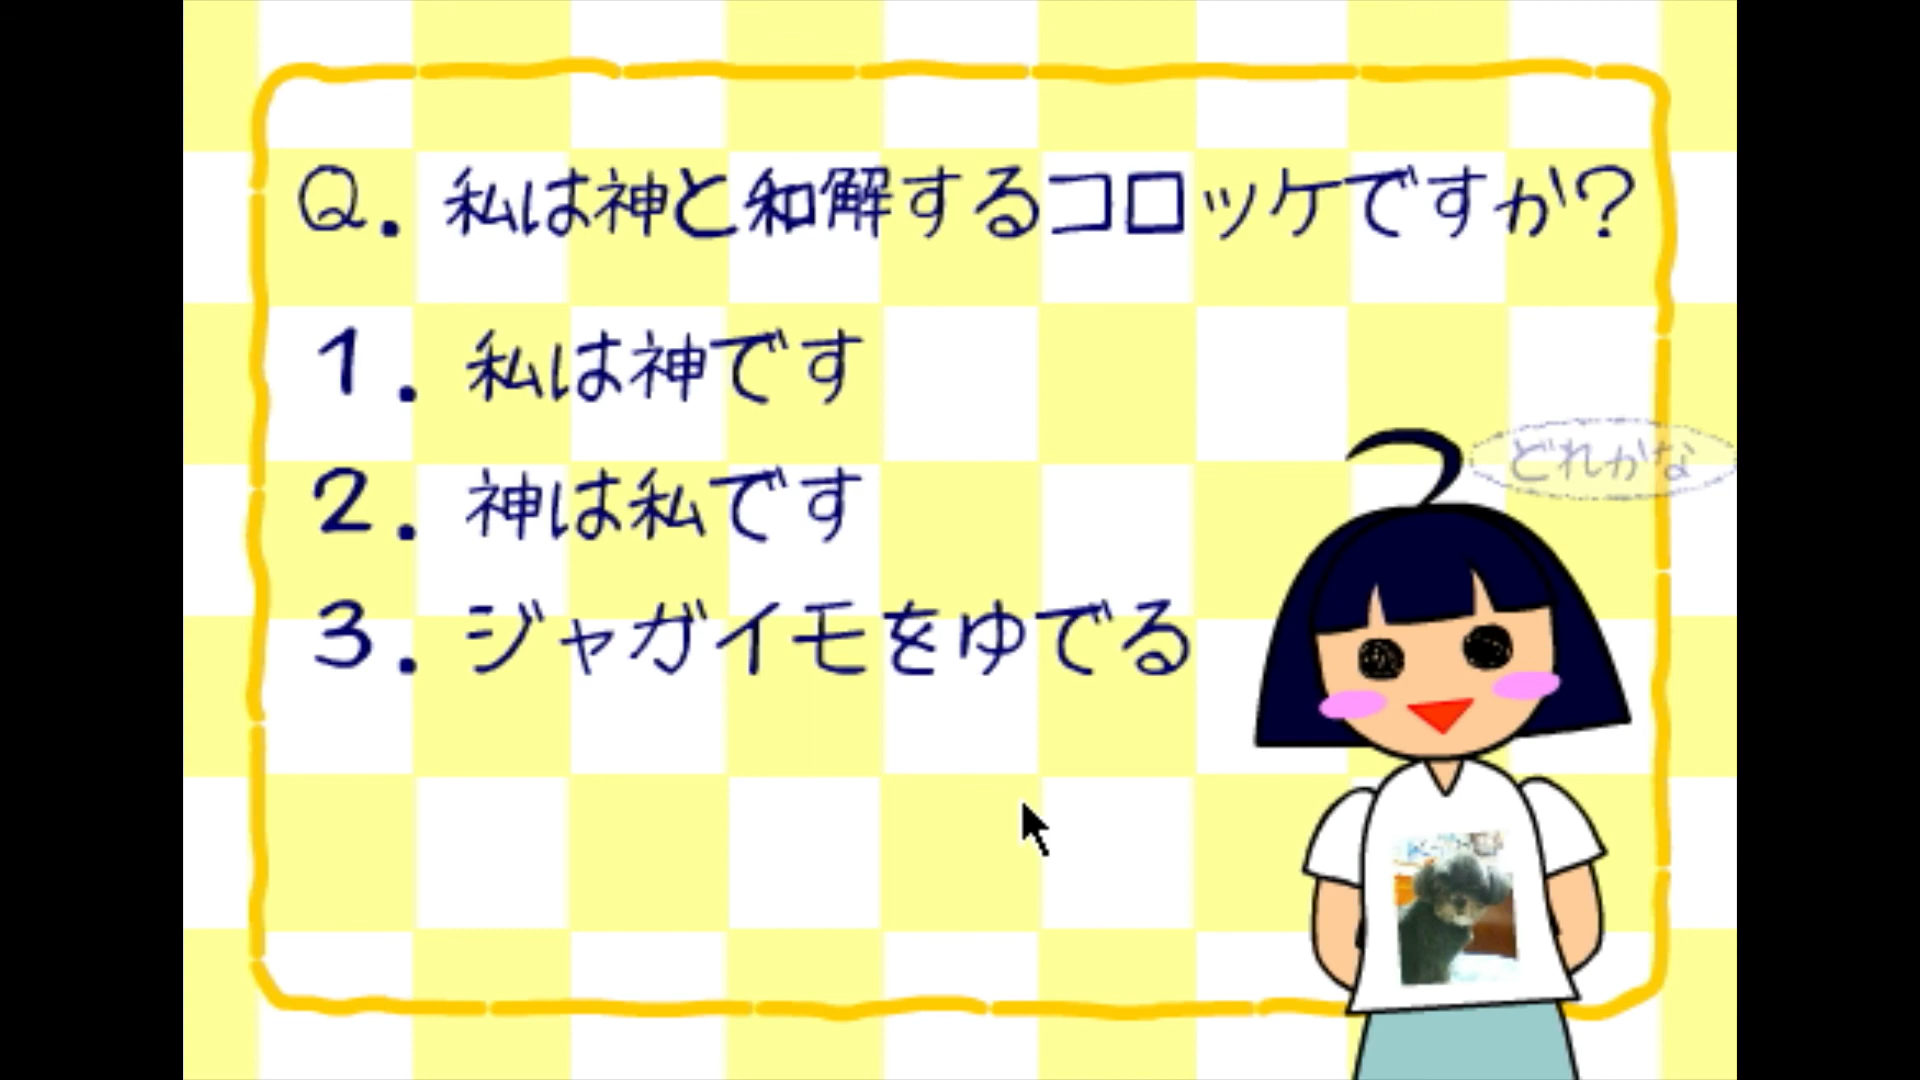 Q.私は神と和解するコロッケですか?
1.私は神です
2.神は私です
3.ジャガイモをゆでる
どれかな